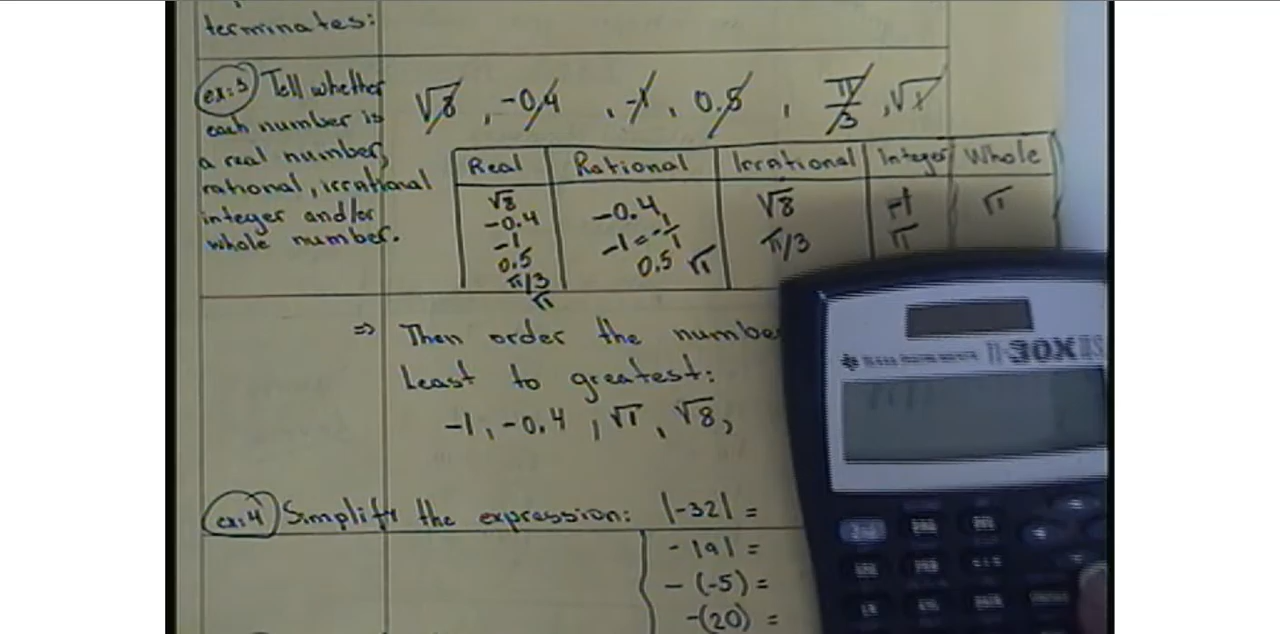 terminates:
ex:3 Tell whether
each number is
a real number,
rational, irrational
integer and/or
whole number.
√8, -0.4, -1, 0.5, π/3, √1
Real Rational Irrational Integer Whole
√8 -0.4, √8 -1 √1
-0.4 -1 = -1/1 π/3 √1
-1 0.5 √1
0.5
π/3
√1
⇒ Then order the numbe
Least to greatest:
-1, -0.4, √1, √8,
ex:4 Simplify the expression: |-32| =
-|9| =
-(-5) =
-(20) =
TI-30X IIS